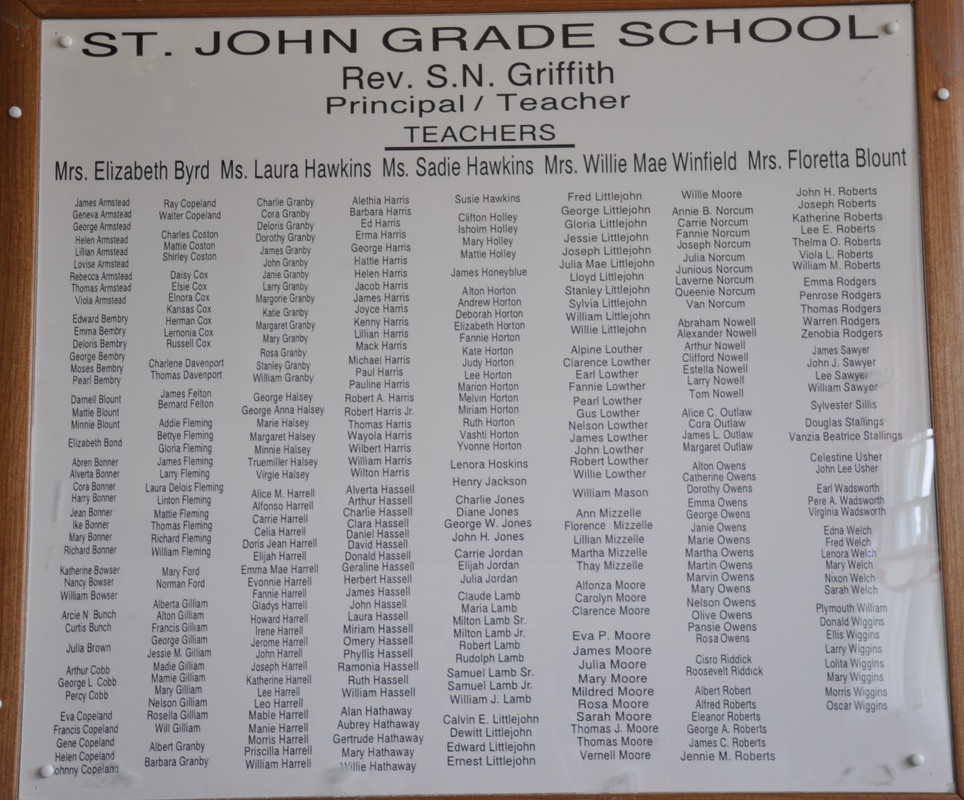 ST. JOHN GRADE SCHOOL
Rev. S.N. Griffith
Principal / Teacher
TEACHERS
Mrs. Elizabeth Byrd Ms. Laura Hawkins Ms. Sadie Hawkins Mrs. Willie Mae Winfield Mrs. Floretta Blount
James Armstead
Geneva Armstead
George Armstead
Helen Armstead
Lillian Armstead
Lovise Armstead
Rebecca Armstead
Thomas Armstead
Viola Armstead
Edward Bembry
Emma Bembry
Deloris Bembry
George Bembry
Moses Bembry
Pearl Bembry
Darnell Blount
Mattie Blount
Minnie Blount
Elizabeth Bond
Abren Bonner
Alverta Bonner
Cora Bonner
Harry Bonner
Jean Bonner
Ike Bonner
Mary Bonner
Richard Bonner
Katherine Bowser
Nancy Bowser
William Bowser
Arcie N Bunch
Curtis Bunch
Julia Brown
Arthur Cobb
George L Cobb
Percy Cobb
Eva Copeland
Francis Copeland
Gene Copeland
Helen Copeland
Johnny Copeland
Ray Copeland
Walter Copeland
Charles Coston
Mattie Coston
Shirley Coston
Daisy Cox
Elsie Cox
Elnora Cox
Kansas Cox
Herman Cox
Lernonia Cox
Russell Cox
Charlene Davenport
Thomas Davenport
James Felton
Bernard Felton
Addie Fleming
Bettye Fleming
Gloria Fleming
James Fleming
Larry Fleming
Laura Delois Fleming
Linton Fleming
Mattie Fleming
Thomas Fleming
Richard Fleming
William Fleming
Mary Ford
Norman Ford
Alberta Gilliam
Alton Gilliam
Francis Gilliam
George Gilliam
Jessie M. Gilliam
Madie Gilliam
Mamie Gilliam
Mary Gilliam
Nelson Gilliam
Rosella Gilliam
Will Gilliam
Albert Granby
Barbara Granby
Charlie Granby
Cora Granby
Deloris Granby
Dorothy Granby
James Granby
John Granby
Janie Granby
Larry Granby
Margorie Granby
Katie Granby
Margaret Granby
Mary Granby
Rosa Granby
Stanley Granby
William Granby
George Halsey
George Anna Halsey
Marie Halsey
Margaret Halsey
Minnie Halsey
Truemiller Halsey
Virgie Halsey
Alice M. Harrell
Alfonso Harrell
Carrie Harrell
Celia Harrell
Doris Jean Harrell
Elijah Harrell
Emma Mae Harrell
Evonnie Harrell
Fannie Harrell
Gladys Harrell
Howard Harrell
Irene Harrell
Jerome Harrell
John Harrell
Joseph Harrell
Katherine Harrell
Lee Harrell
Leo Harrell
Mable Harrell
Manie Harrell
Morris Harrell
Priscilla Harrell
William Harrell
Alethia Harris
Barbara Harris
Ed Harris
Erma Harris
George Harris
Hattie Harris
Helen Harris
Jacob Harris
James Harris
Joyce Harris
Kenny Harris
Lillian Harris
Mack Harris
Michael Harris
Paul Harris
Pauline Harris
Robert A. Harris
Robert Harris Jr.
Thomas Harris
Wayola Harris
Wilbert Harris
William Harris
Wilton Harris
Alverta Hassell
Arthur Hassell
Charlie Hassell
Clara Hassell
Daniel Hassell
David Hassell
Donald Hassell
Geraline Hassell
Herbert Hassell
James Hassell
John Hassell
Laura Hassell
Miriam Hassell
Omery Hassell
Phyllis Hassell
Ramonia Hassell
Ruth Hassell
William Hassell
Alan Hathaway
Aubrey Hathaway
Gertrude Hathaway
Mary Hathaway
Willie Hathaway
Susie Hawkins
Clifton Holley
Isholm Holley
Mary Holley
Mattie Holley
James Honeyblue
Alton Horton
Andrew Horton
Deborah Horton
Elizabeth Horton
Fannie Horton
Kate Horton
Judy Horton
Lee Horton
Marion Horton
Melvin Horton
Miriam Horton
Ruth Horton
Vashti Horton
Yvonne Horton
Lenora Hoskins
Henry Jackson
Charlie Jones
Diane Jones
George W. Jones
John H. Jones
Carrie Jordan
Elijah Jordan
Julia Jordan
Claude Lamb
Maria Lamb
Milton Lamb Sr.
Milton Lamb Jr.
Robert Lamb
Rudolph Lamb
Samuel Lamb Sr.
Samuel Lamb Jr.
William J. Lamb
Calvin E. Littlejohn
Dewitt Littlejohn
Edward Littlejohn
Ernest Littlejohn
Fred Littlejohn
George Littlejohn
Gloria Littlejohn
Jessie Littlejohn
Joseph Littlejohn
Julia Mae Littlejohn
Lloyd Littlejohn
Stanley Littlejohn
Sylvia Littlejohn
William Littlejohn
Willie Littlejohn
Alpine Louther
Clarence Lowther
Earl Lowther
Fannie Lowther
Pearl Lowther
Gus Lowther
Nelson Lowther
James Lowther
John Lowther
Robert Lowther
Willie Lowther
William Mason
Ann Mizzelle
Florence Mizzelle
Lillian Mizzelle
Martha Mizzelle
Thay Mizzelle
Alfonza Moore
Carolyn Moore
Clarence Moore
Eva P. Moore
James Moore
Julia Moore
Mary Moore
Mildred Moore
Rosa Moore
Sarah Moore
Thomas J. Moore
Thomas Moore
Vernell Moore
Willie Moore
Annie B. Norcum
Carrie Norcum
Fannie Norcum
Joseph Norcum
Julia Norcum
Junious Norcum
Laverne Norcum
Queenie Norcum
Van Norcum
Abraham Nowell
Alexander Nowell
Arthur Nowell
Clifford Nowell
Estella Nowell
Larry Nowell
Tom Nowell
Alice C. Outlaw
Cora Outlaw
James L. Outlaw
Margaret Outlaw
Alton Owens
Catherine Owens
Dorothy Owens
Emma Owens
George Owens
Janie Owens
Marie Owens
Martha Owens
Martin Owens
Marvin Owens
Mary Owens
Nelson Owens
Olive Owens
Pansie Owens
Rosa Owens
Cisro Riddick
Roosevelt Riddick
Albert Robert
Alfred Roberts
Eleanor Roberts
George A. Roberts
James C. Roberts
Jennie M. Roberts
John H. Roberts
Joseph Roberts
Katherine Roberts
Lee E. Roberts
Thelma O. Roberts
Viola L. Roberts
William M. Roberts
Emma Rodgers
Penrose Rodgers
Thomas Rodgers
Warren Rodgers
Zenobia Rodgers
James Sawyer
John J. Sawyer
Lee Sawyer
William Sawyer
Sylvester Sillis
Douglas Stallings
Vanzia Beatrice Stallings
Celestine Usher
John Lee Usher
Earl Wadsworth
Pere A. Wadsworth
Virginia Wadsworth
Edna Welch
Fred Welch
Lenora Welch
Mary Welch
Nixon Welch
Sarah Welch
Plymouth William
Donald Wiggins
Ellis Wiggins
Larry Wiggins
Lolita Wiggins
Mary Wiggins
Morris Wiggins
Oscar Wiggins